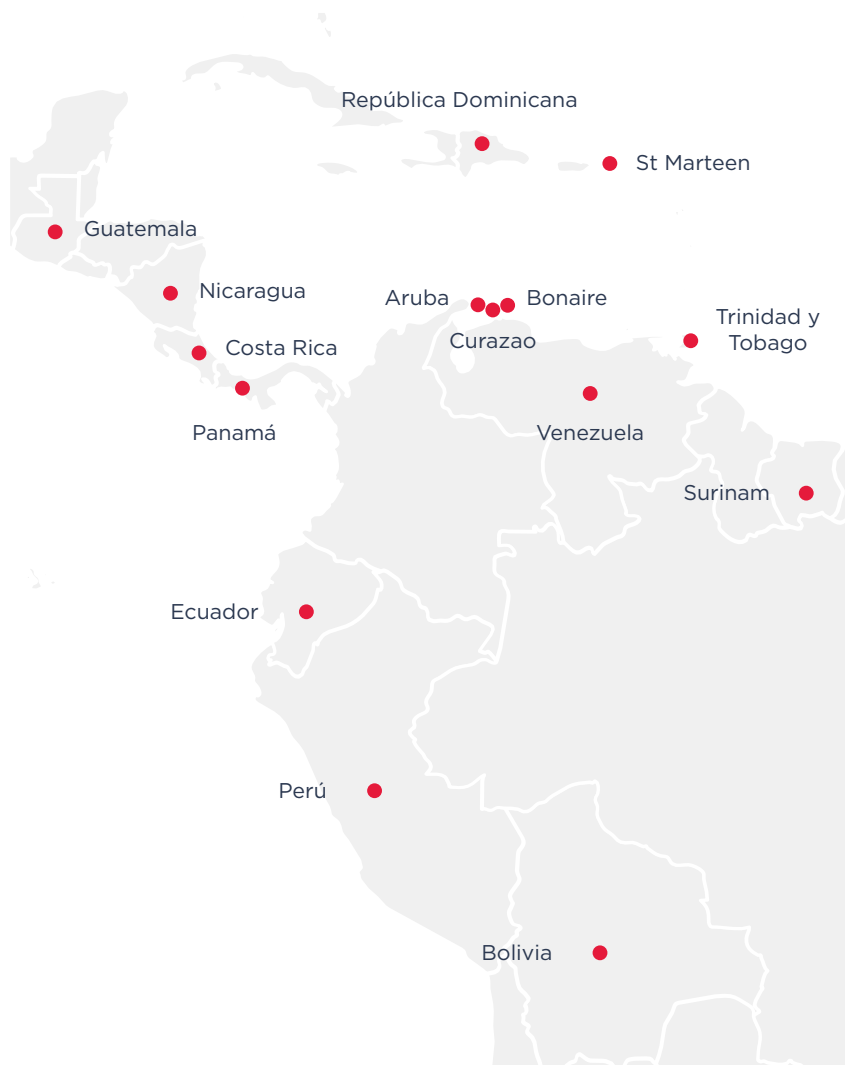 República Dominicana
St Marteen
Guatemala
Nicaragua
Aruba
Bonaire
Trinidad y
Tobago
Curazao
Costa Rica
Panamá
Venezuela
Surinam
Ecuador
Perú
Bolivia